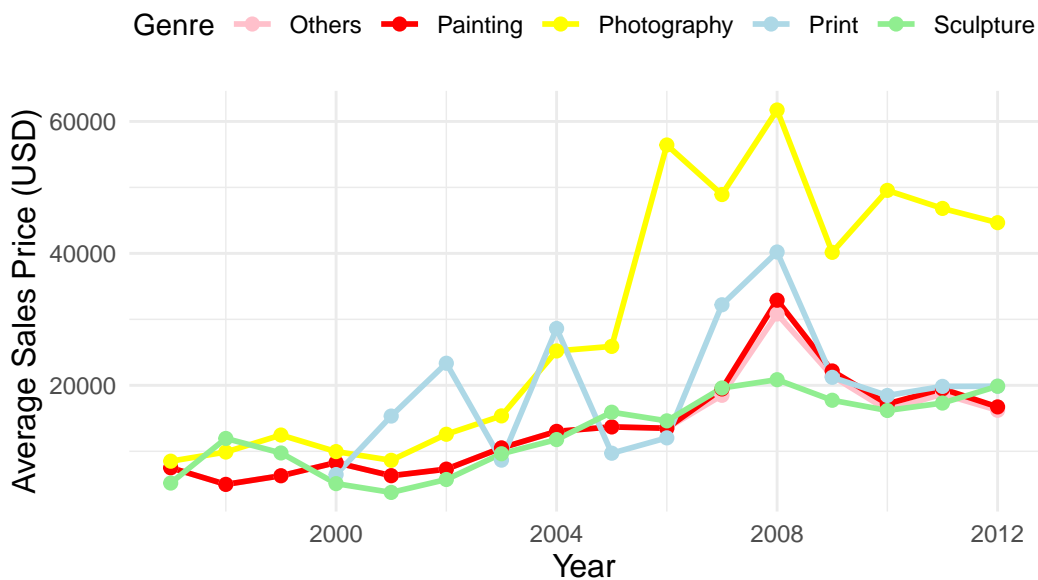 Genre Others Painting Photography Print Sculpture
Average Sales Price (USD)
60000
40000
20000
2000 2004 2008 2012
Year